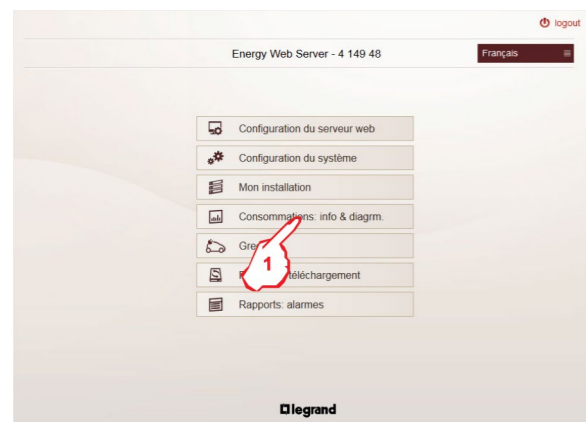 logout
Energy Web Server - 4 149 48
Français
Configuration du serveur web
Configuration du système
Mon installation
Consommations: info & diagrm.
Gre
1
téléchargement
Rapports: alarmes
legrand